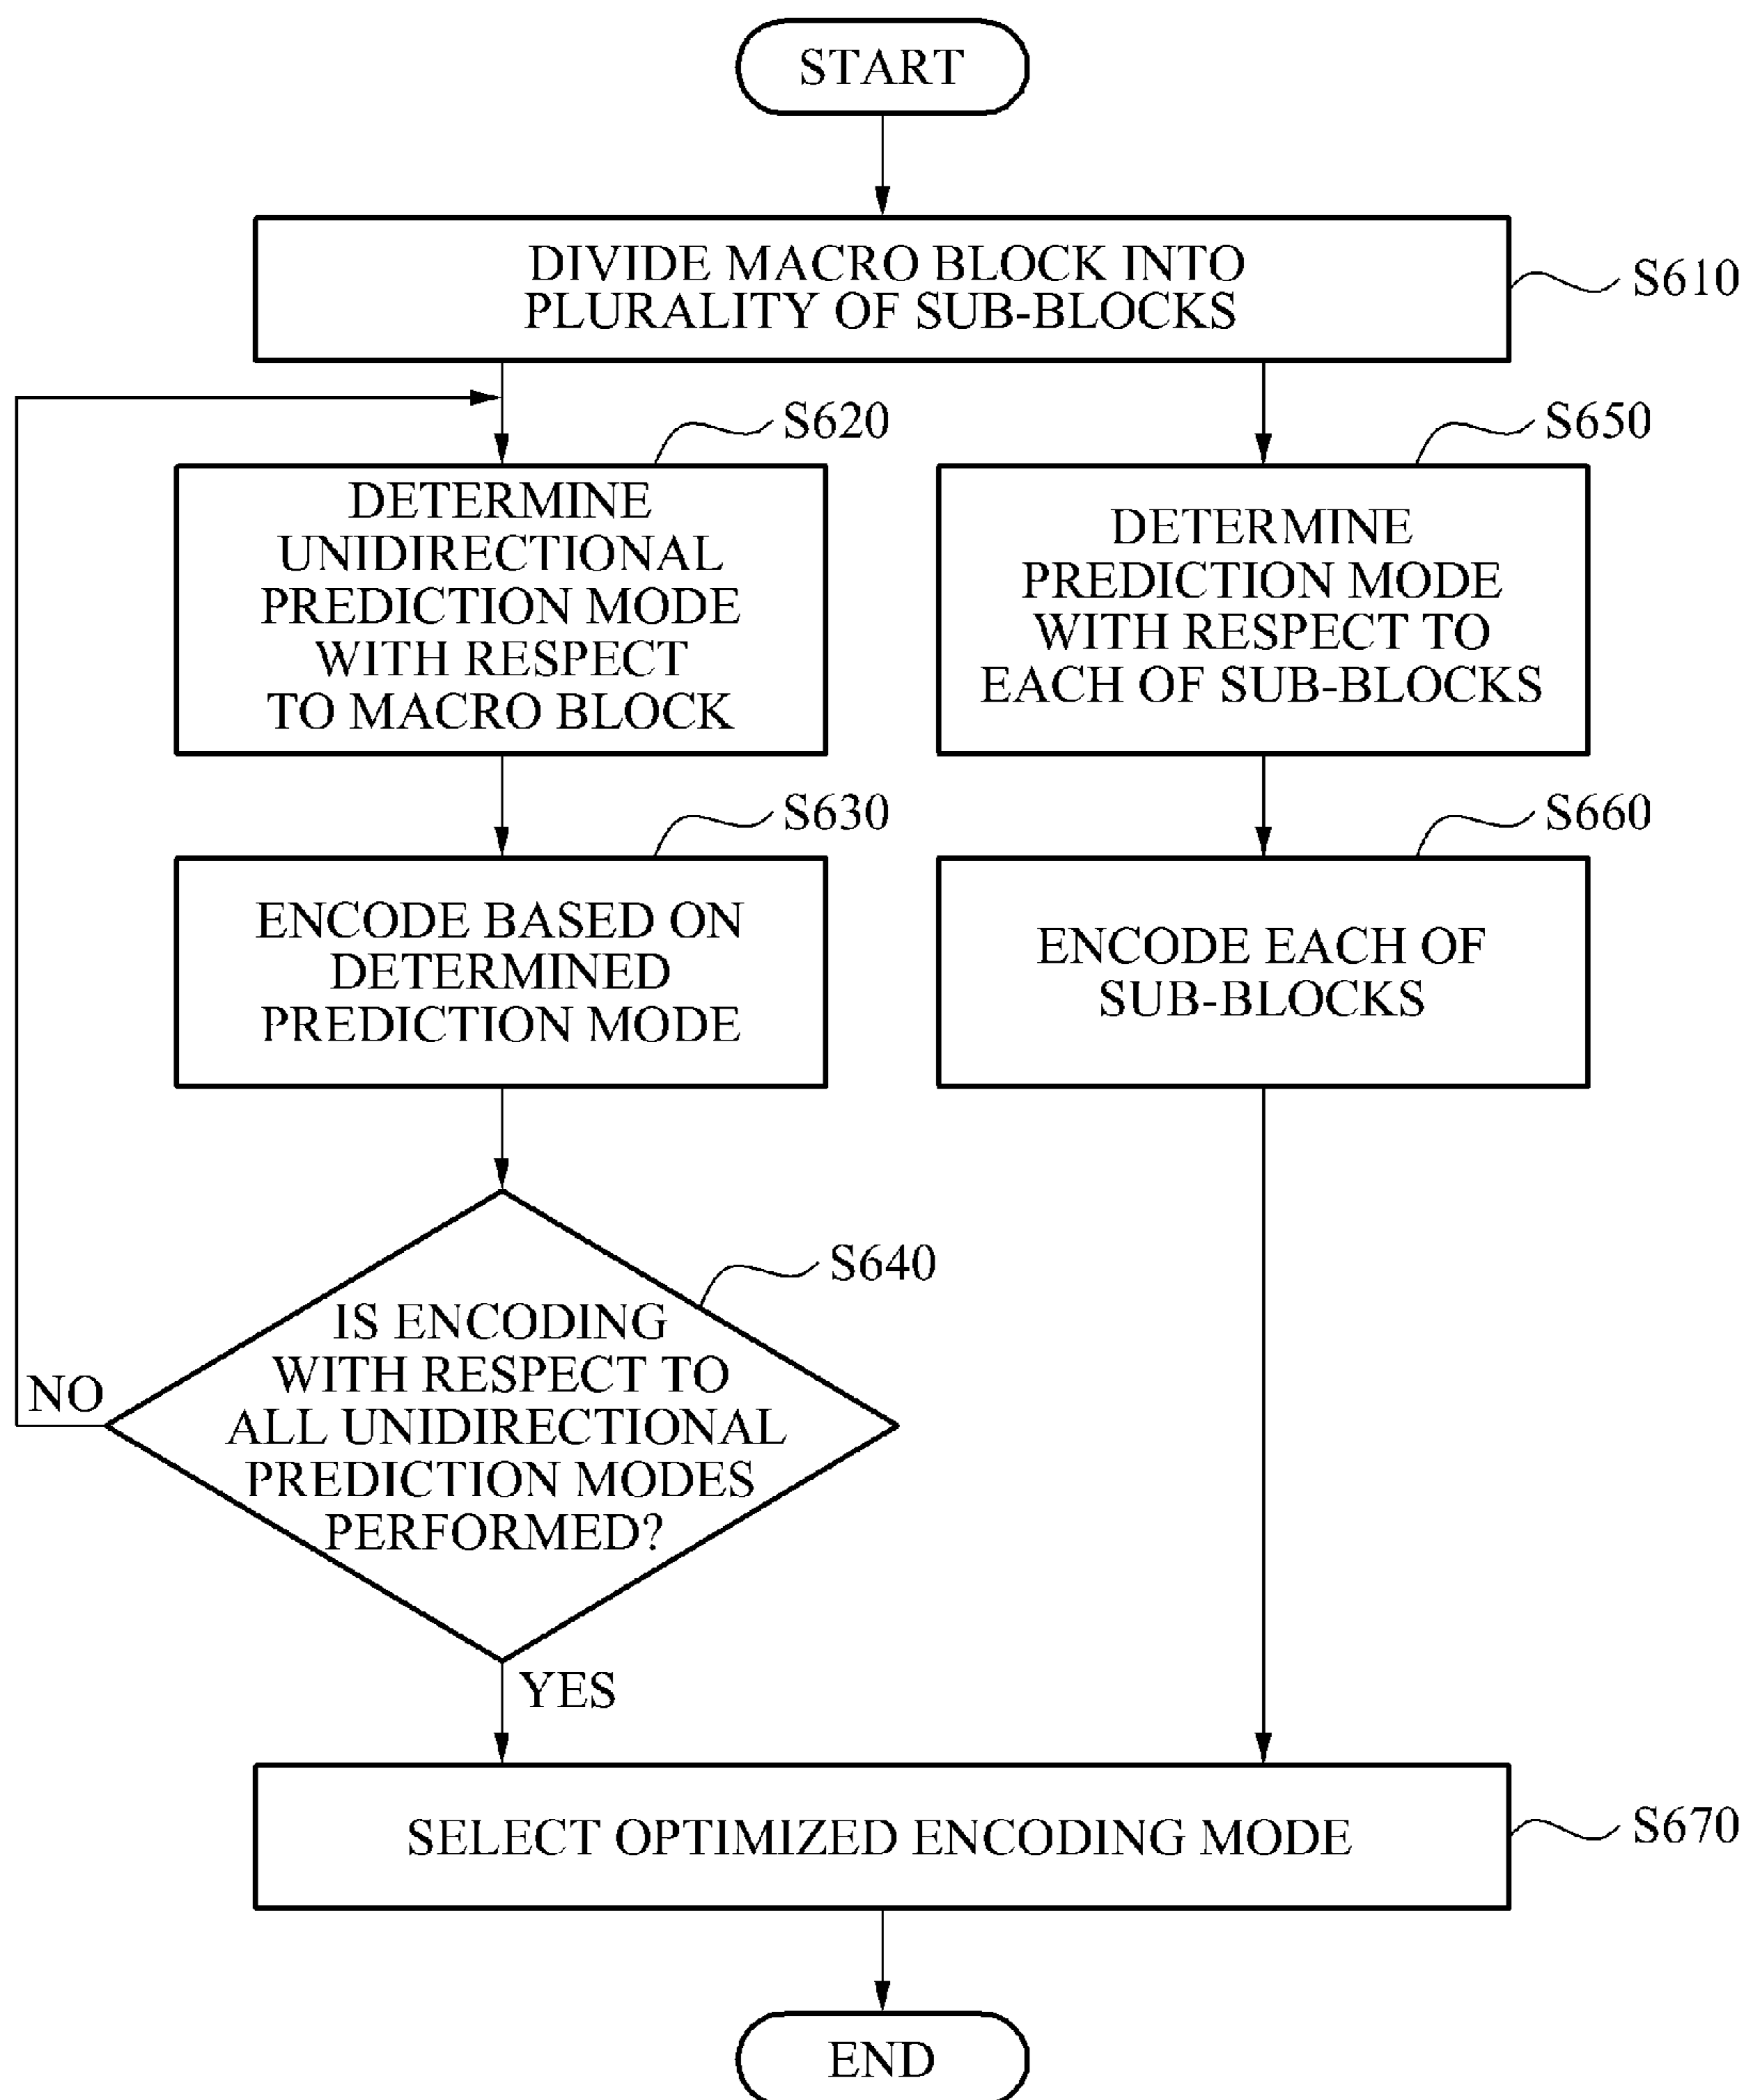 START
DIVIDE MACRO BLOCK INTO
PLURALITY OF SUB-BLOCKS
S610
S620
DETERMINE
UNIDIRECTIONAL
PREDICTION MODE
WITH RESPECT
TO MACRO BLOCK
S650
DETERMINE
PREDICTION MODE
WITH RESPECT TO
EACH OF SUB-BLOCKS
S630
ENCODE BASED ON
DETERMINED
PREDICTION MODE
S660
ENCODE EACH OF
SUB-BLOCKS
S640
IS ENCODING
WITH RESPECT TO
ALL UNIDIRECTIONAL
PREDICTION MODES
PERFORMED?
NO
YES
SELECT OPTIMIZED ENCODING MODE
S670
END